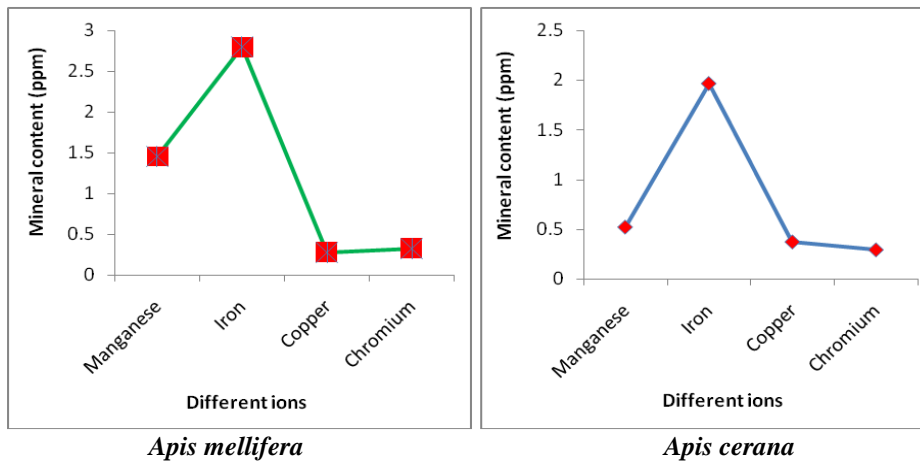 Mineral content (ppm)
3
2.5
2
1.5
1
0.5
0
Manganese
Iron
Copper
Chromium
Different ions
Apis mellifera
Mineral content (ppm)
2.5
2
1.5
1
0.5
0
Manganese
Iron
Copper
Chromium
Different ions
Apis cerana